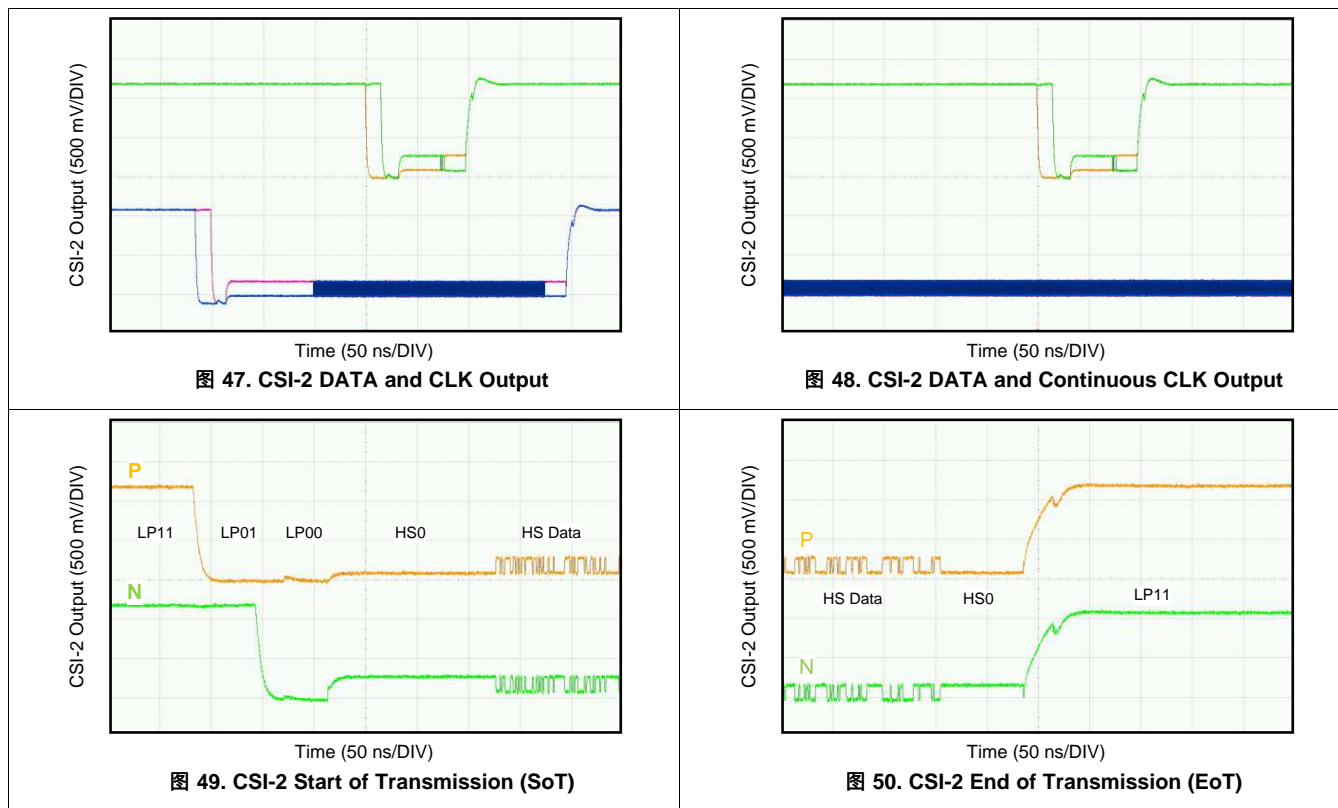 CSI-2 Output (500 mV/DIV)
Time (50 ns/DIV)
图 47. CSI-2 DATA and CLK Output
CSI-2 Output (500 mV/DIV)
Time (50 ns/DIV)
图 48. CSI-2 DATA and Continuous CLK Output
CSI-2 Output (500 mV/DIV)
P
LP11 LP01 LP00 HS0 HS Data
N
Time (50 ns/DIV)
图 49. CSI-2 Start of Transmission (SoT)
CSI-2 Output (500 mV/DIV)
P
HS Data HS0 LP11
N
Time (50 ns/DIV)
图 50. CSI-2 End of Transmission (EoT)